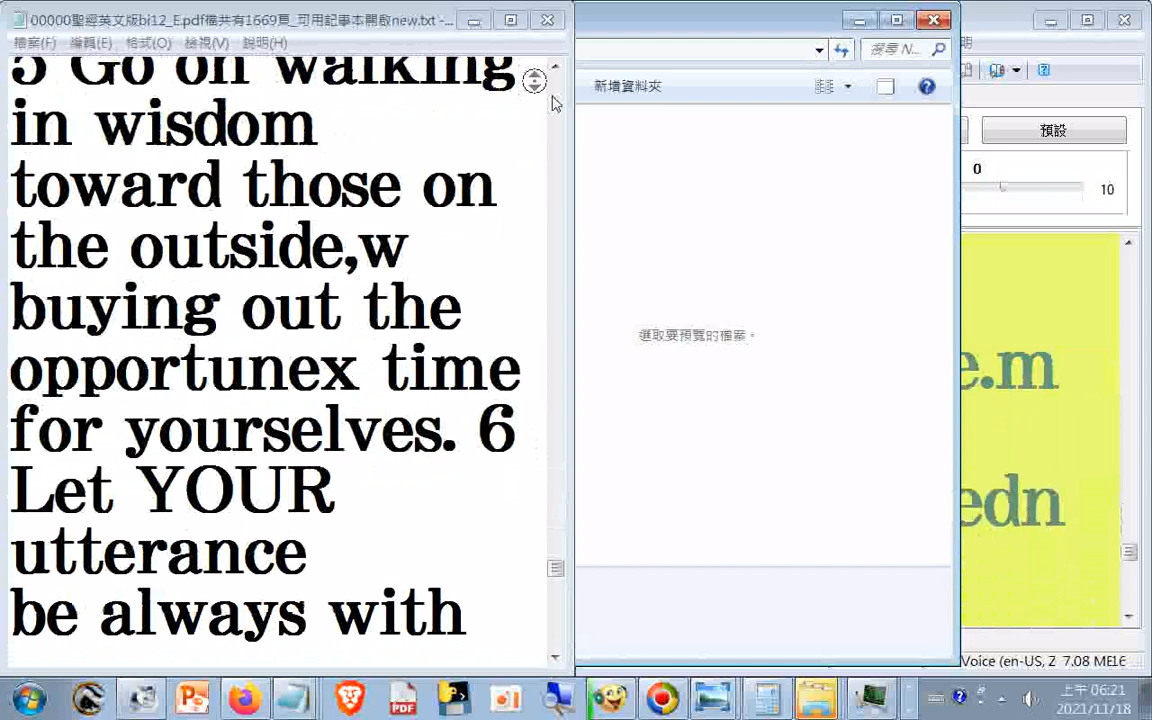 00000聖經英文版bi12_E.pdf檔共有1669頁_可用記事本開啟new.txt -...
檔案(F) 編輯(E) 格式(O) 檢視(V) 說明(H)
5 Go on walking
in wisdom
toward those on
the outside,w
buying out the
opportunex time
for yourselves. 6
Let YOUR
utterance
be always with
搜尋 N...
新增資料夾
選取要預覽的檔案。
明
預設
0
10
e.m
edn
Voice (en-US, Z 7.08 ME16
上午 06:21
2021/11/18